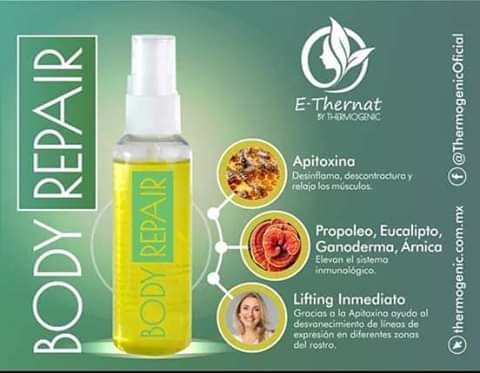 BODY REPAIR
BODY REPAIR
E-Thernat
BY THERMOGENIC
Apitoxina
Desinflama, descontractura y
relaja los músculos.
Propoleo, Eucalipto,
Ganoderma, Árnica
Elevan el sistema
inmunológico.
Lifting Inmediato
Gracias a la Apitoxina ayuda al
desvanecimiento de líneas de
expresión en diferentes zonas
del rostro.
@ThermogenicOficial
thermogenic.com.mx